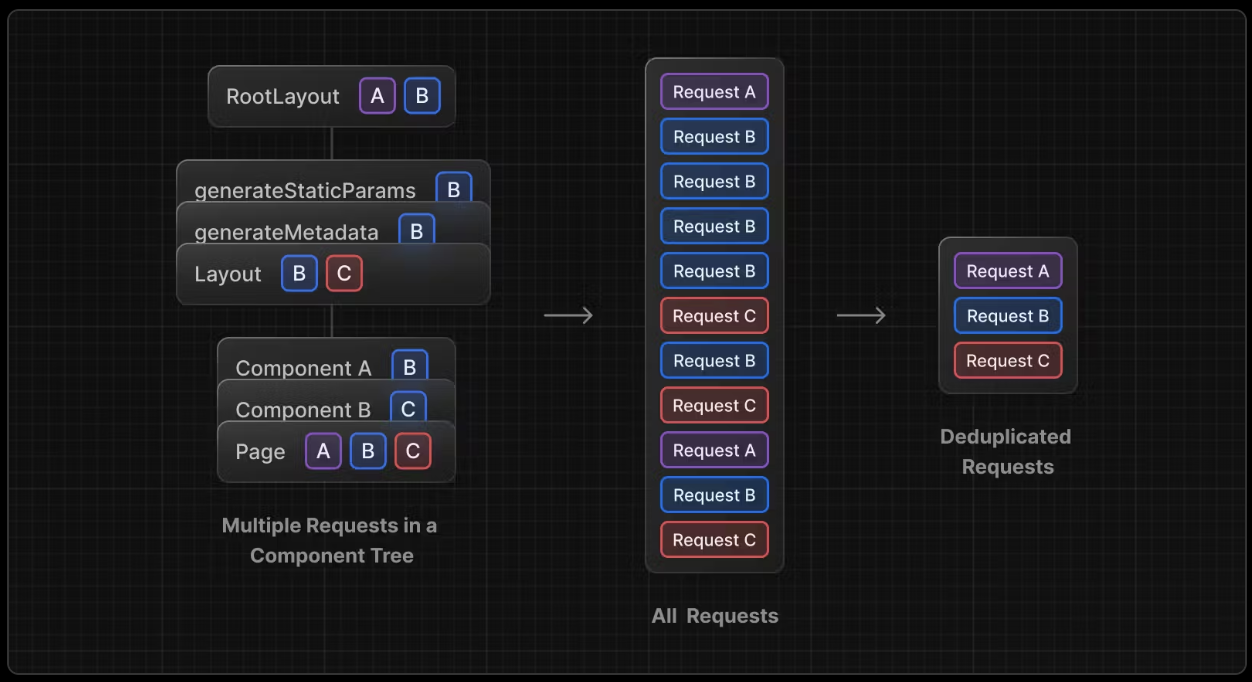 RootLayout A B
generateStaticParams B
generateMetadata B
Layout B C
Component A B
Component B C
Page A B C
Multiple Requests in a
Component Tree
Request A
Request B
Request B
Request B
Request B
Request C
Request B
Request C
Request A
Request B
Request C
All Requests
Request A
Request B
Request C
Deduplicated
Requests